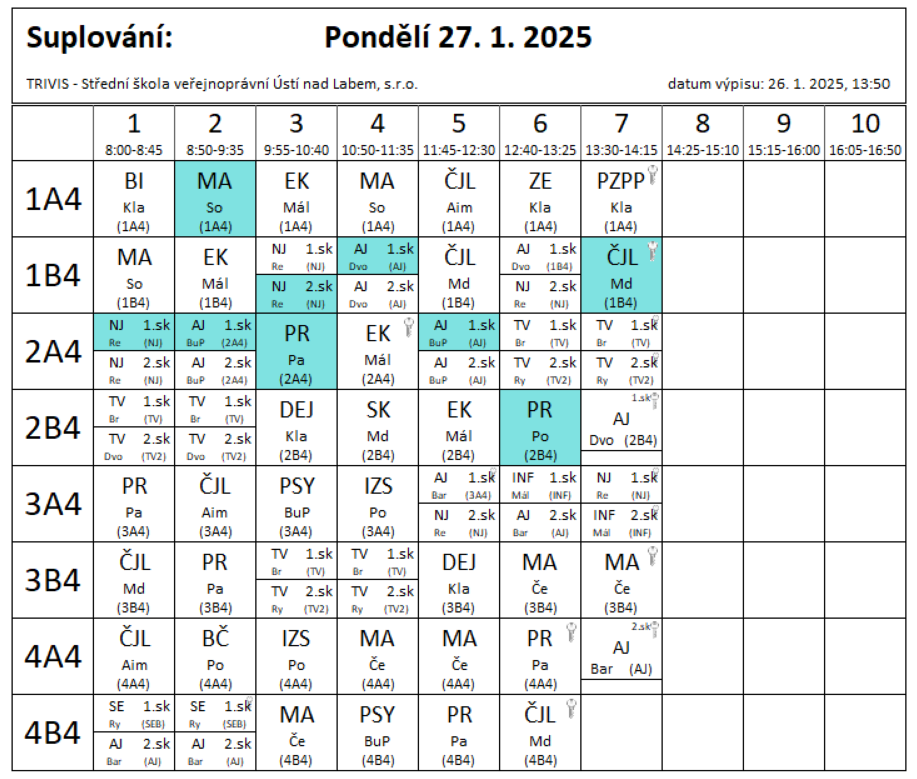 Suplování: Pondělí 27. 1. 2025
TRIVIS - Střední škola veřejnoprávní Ústí nad Labem, s.r.o. datum výpisu: 26. 1. 2025, 13:50
1 2 3 4 5 6 7 8 9 10
8:00-8:45 8:50-9:35 9:55-10:40 10:50-11:35 11:45-12:30 12:40-13:25 13:30-14:15 14:25-15:10 15:15-16:00 16:05-16:50
1A4
BI MA EK MA ČJL ZE PZPP
Kla So Mál So Aim Kla Kla
(1A4) (1A4) (1A4) (1A4) (1A4) (1A4) (1A4)
1B4
MA EK NJ 1.sk AJ 1.sk ČJL AJ 1.sk ČJL
Re (NJ) Dvo (AJ) Dvo (1B4)
So Mál NJ 2.sk AJ 2.sk Md NJ 2.sk Md
(1B4) (1B4) Re (NJ) Dvo (AJ) (1B4) Re (NJ) (1B4)
2A4
NJ 1.sk AJ 1.sk PR EK AJ 1.sk TV 1.sk TV 1.sk
Re (NJ) BuP (2A4) BuP (AJ) Br (TV) Br (TV)
NJ 2.sk AJ 2.sk Pa Mál AJ 2.sk TV 2.sk TV 2.sk
Re (NJ) BuP (2A4) (2A4) (2A4) BuP (AJ) Ry (TV2) Ry (TV2)
2B4
TV 1.sk TV 1.sk DEJ SK EK PR 1.sk
Br (TV) Br (TV) AJ
TV 2.sk TV 2.sk Kla Md Mál Po Dvo (2B4)
Dvo (TV2) Dvo (TV2) (2B4) (2B4) (2B4) (2B4)
3A4
PR ČJL PSY IZS AJ 1.sk INF 1.sk NJ 1.sk
Bar (3A4) Mál (INF) Re (NJ)
Pa Aim BuP Po NJ 2.sk AJ 2.sk INF 2.sk
(3A4) (3A4) (3A4) (3A4) Re (NJ) Bar (AJ) Mál (INF)
3B4
ČJL PR TV 1.sk TV 1.sk DEJ MA MA
Br (TV) Br (TV)
Md Pa TV 2.sk TV 2.sk Kla Če Če
(3B4) (3B4) Ry (TV2) Ry (TV2) (3B4) (3B4) (3B4)
4A4
ČJL BČ IZS MA MA PR 2.sk
AJ
Aim Po Po Če Če Pa Bar (AJ)
(4A4) (4A4) (4A4) (4A4) (4A4) (4A4)
4B4
SE 1.sk SE 1.sk MA PSY PR ČJL
Ry (SEB) Ry (SEB)
AJ 2.sk AJ 2.sk Če BuP Pa Md
Bar (AJ) Bar (AJ) (4B4) (4B4) (4B4) (4B4)